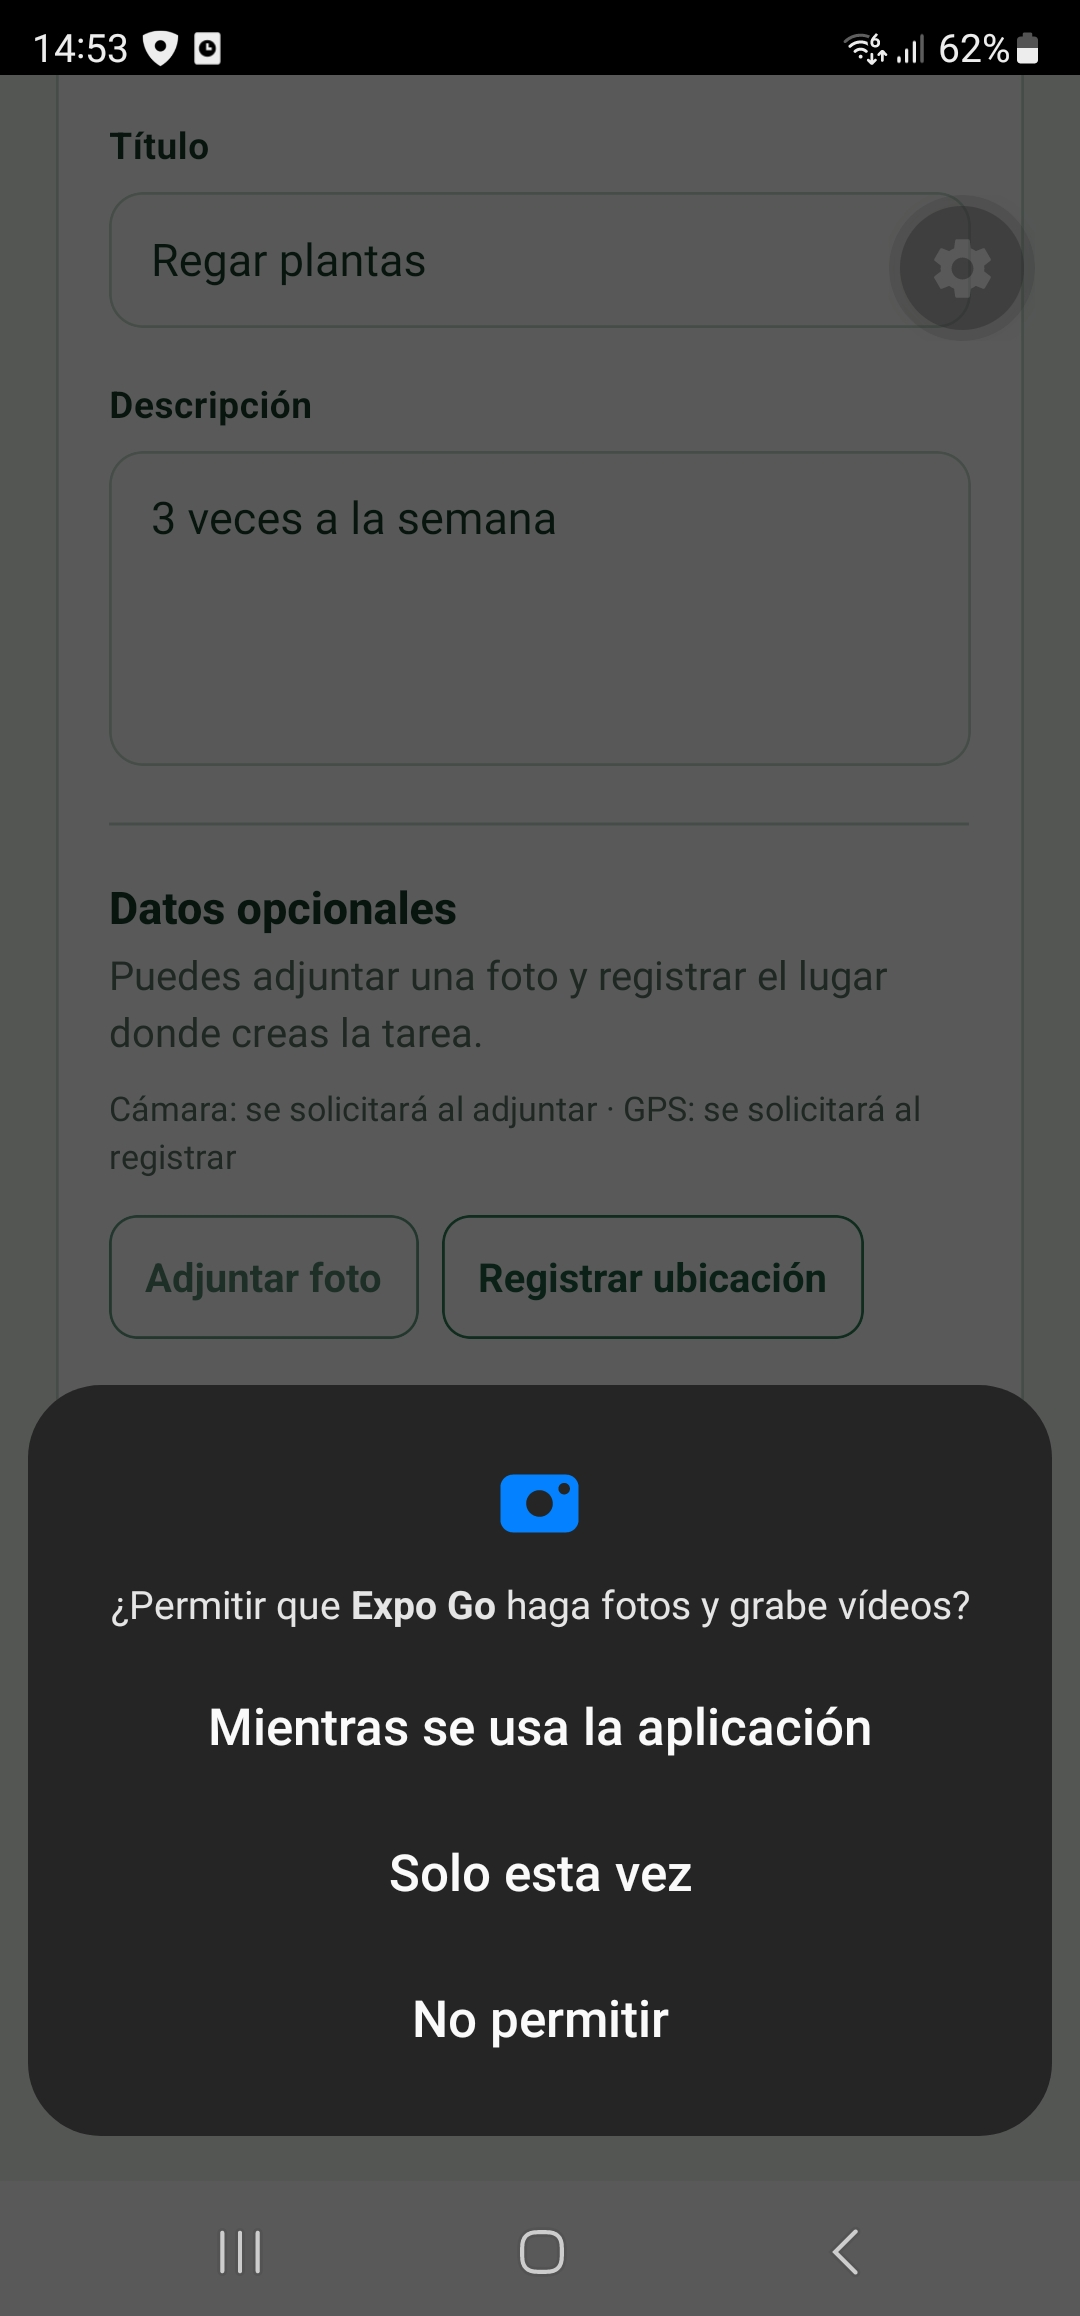 14:53
6
62%
Título
Regar plantas
Descripción
3 veces a la semana
Datos opcionales
Puedes adjuntar una foto y registrar el lugar
donde creas la tarea.
Cámara: se solicitará al adjuntar · GPS: se solicitará al
registrar
Adjuntar foto
Registrar ubicación
¿Permitir que Expo Go haga fotos y grabe vídeos?
Mientras se usa la aplicación
Solo esta vez
No permitir